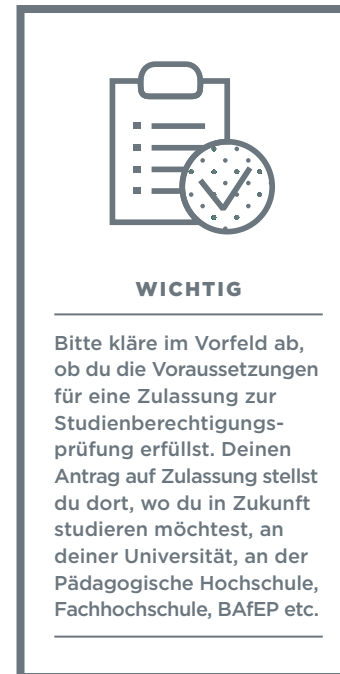 WICHTIG
Bitte kläre im Vorfeld ab,
ob du die Voraussetzungen
für eine Zulassung zur
Studienberechtigungs-
prüfung erfüllst. Deinen
Antrag auf Zulassung stellst
du dort, wo du in Zukunft
studieren möchtest, an
deiner Universität, an der
Pädagogische Hochschule,
Fachhochschule, BAfEP etc.